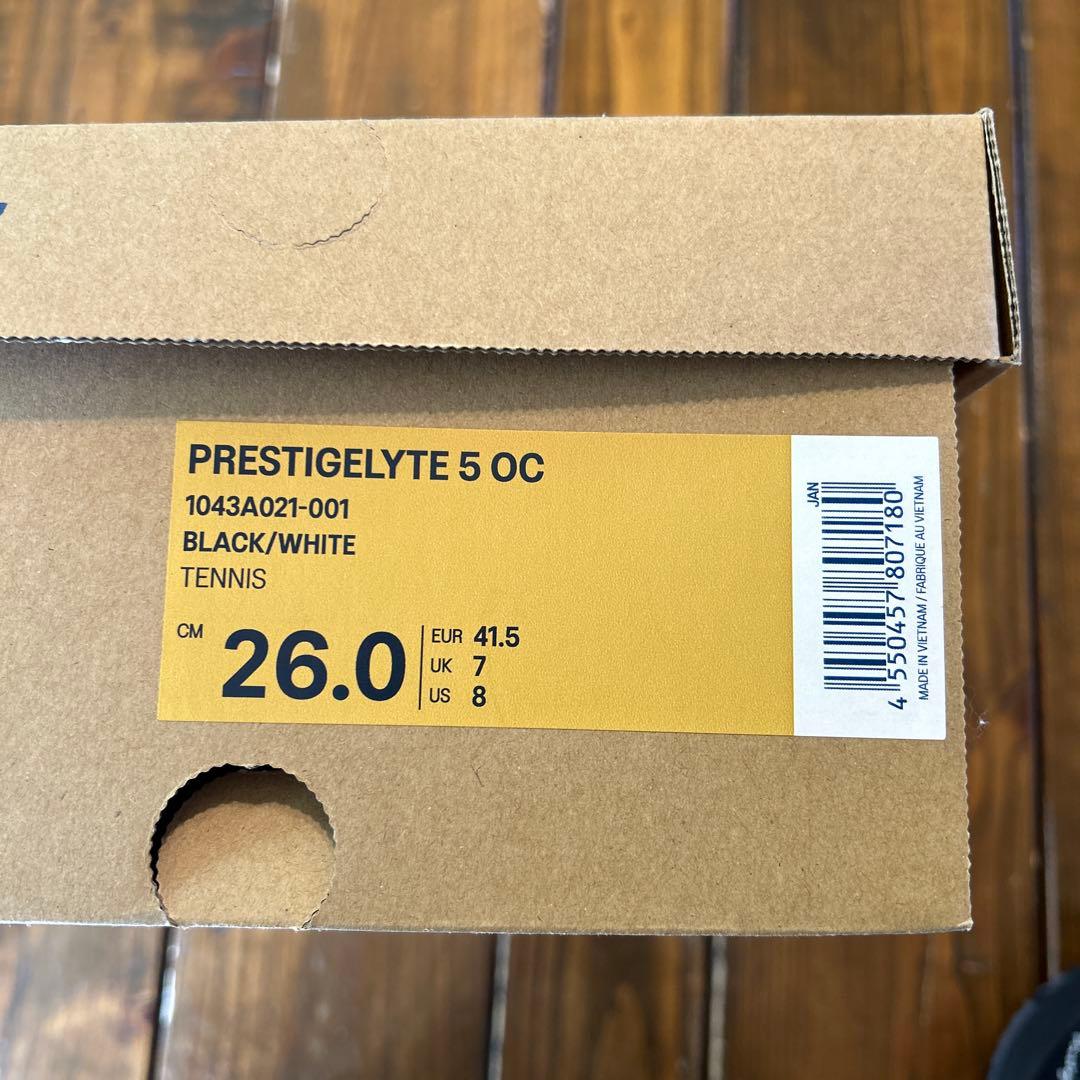 PRESTIGELYTE 5 OC
1043A021-001
BLACK/WHITE
TENNIS
CM 26.0
EUR 41.5
UK 7
US 8
JAN
4 550457 807180
MADE IN VIETNAM / FABRIQUE AU VIETNAM